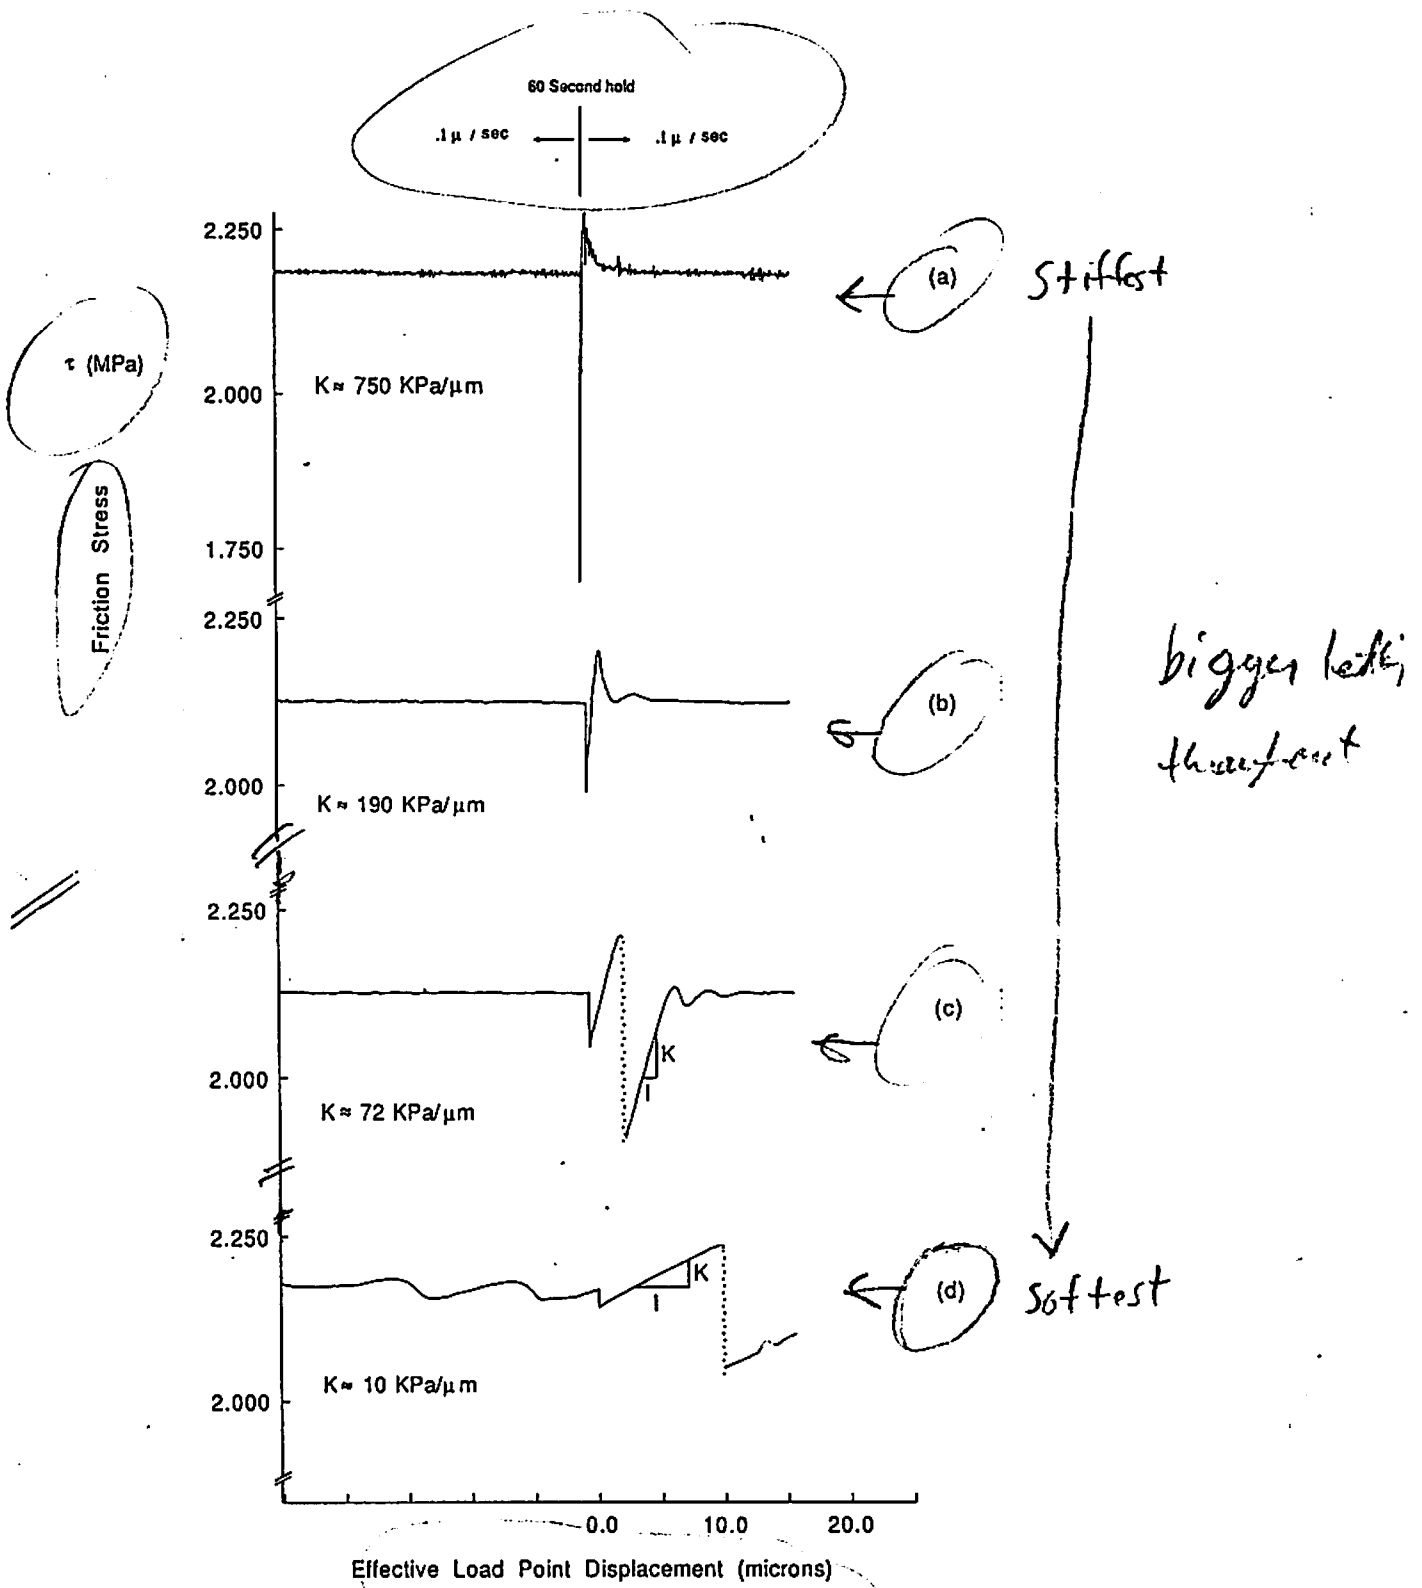 60 Second hold
.1 μ / sec .1 μ / sec
2.250
(a)
Stiffest
τ (MPa)
2.000
K ≈ 750 KPa/μm
Friction Stress
1.750
2.250
bigger
(b)
throughout
2.000
K ≈ 190 KPa/μm
2.250
(c)
K
I
2.000
K ≈ 72 KPa/μm
2.250
K
(d)
softest
I
K ≈ 10 KPa/μm
2.000
0.0 10.0 20.0
Effective Load Point Displacement (microns)